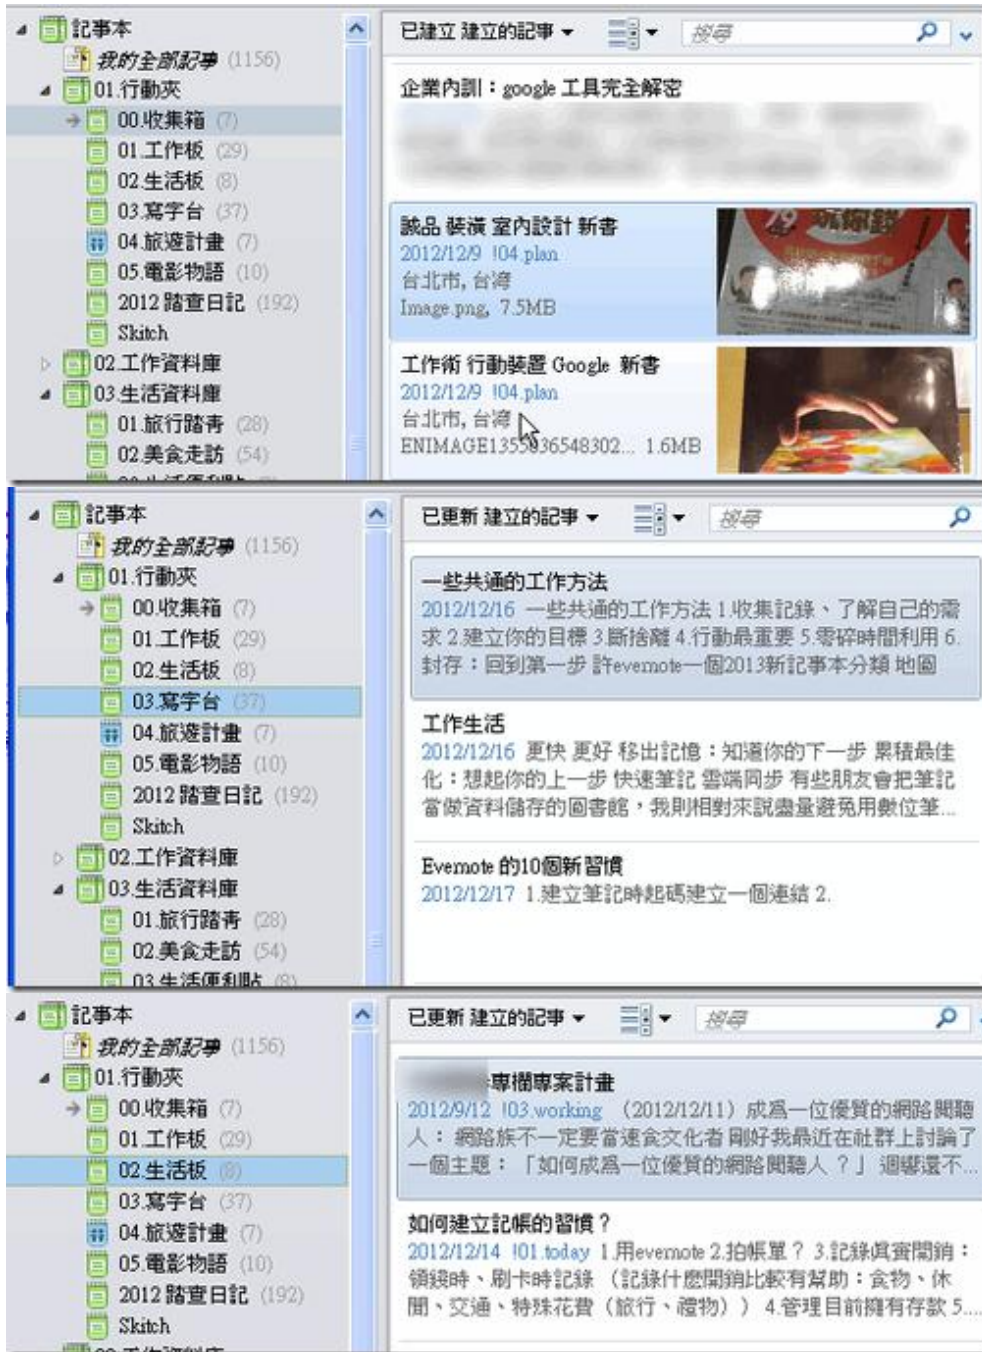 記事本
我的全部記事 (1156)
01.行動夾
00.收集箱 (7)
01.工作板 (29)
02.生活板 (8)
03.寫字台 (37)
04.旅遊計畫 (7)
05.電影物語 (10)
2012 踏查日記 (192)
Skitch
02.工作資料庫
03.生活資料庫
01.旅行踏青 (28)
02.美食走訪 (54)
已建立 建立的記事
搜尋
企業內訓：google 工具完全解密
誠品 裝潢 室內設計 新書
2012/12/9 !04.plan
台北市, 台灣
Image.png, 7.5MB
79
工作術 行動裝置 Google 新書
2012/12/9 !04.plan
台北市, 台灣
ENIMAGE1355036548302... 1.6MB
記事本
我的全部記事 (1156)
01.行動夾
00.收集箱 (7)
01.工作板 (29)
02.生活板 (8)
03.寫字台 (37)
04.旅遊計畫 (7)
05.電影物語 (10)
2012 踏查日記 (192)
Skitch
02.工作資料庫
03.生活資料庫
01.旅行踏青 (28)
02.美食走訪 (54)
03.生活便利貼 (8)
已更新 建立的記事
搜尋
一些共通的工作方法
2012/12/16 一些共通的工作方法 1.收集記錄、了解自己的需
求 2.建立你的目標 3.斷捨離 4.行動最重要 5.零碎時間利用 6.
封存：回到第一步 許evernote一個2013新記事本分類 地圖
工作生活
2012/12/16 更快 更好 移出記憶：知道你的下一步 累積最佳
化：想起你的上一步 快速筆記 雲端同步 有些朋友會把筆記
當做資料儲存的圖書館，我則相對來說盡量避免用數位筆...
Evernote 的10個新習慣
2012/12/17 1.建立筆記時起碼建立一個連結 2.
記事本
我的全部記事 (1156)
01.行動夾
00.收集箱 (7)
01.工作板 (29)
02.生活板 (8)
03.寫字台 (37)
04.旅遊計畫 (7)
05.電影物語 (10)
2012 踏查日記 (192)
Skitch
已更新 建立的記事
搜尋
專欄專案計畫
2012/9/12 !03.working （2012/12/11）成為一位優質的網路閱聽
人： 網路族不一定要當速食文化者 剛好我最近在社群上討論了
一個主題：「如何成為一位優質的網路閱聽人？」 迴響還不...
如何建立記帳的習慣？
2012/12/14 !01.today 1.用evernote 2.拍帳單？ 3.記錄真實開銷：
領錢時、刷卡時記錄 （記錄什麼開銷比較有幫助：食物、休
閒、交通、特殊花費（旅行、禮物）） 4.管理目前擁有存款 5....